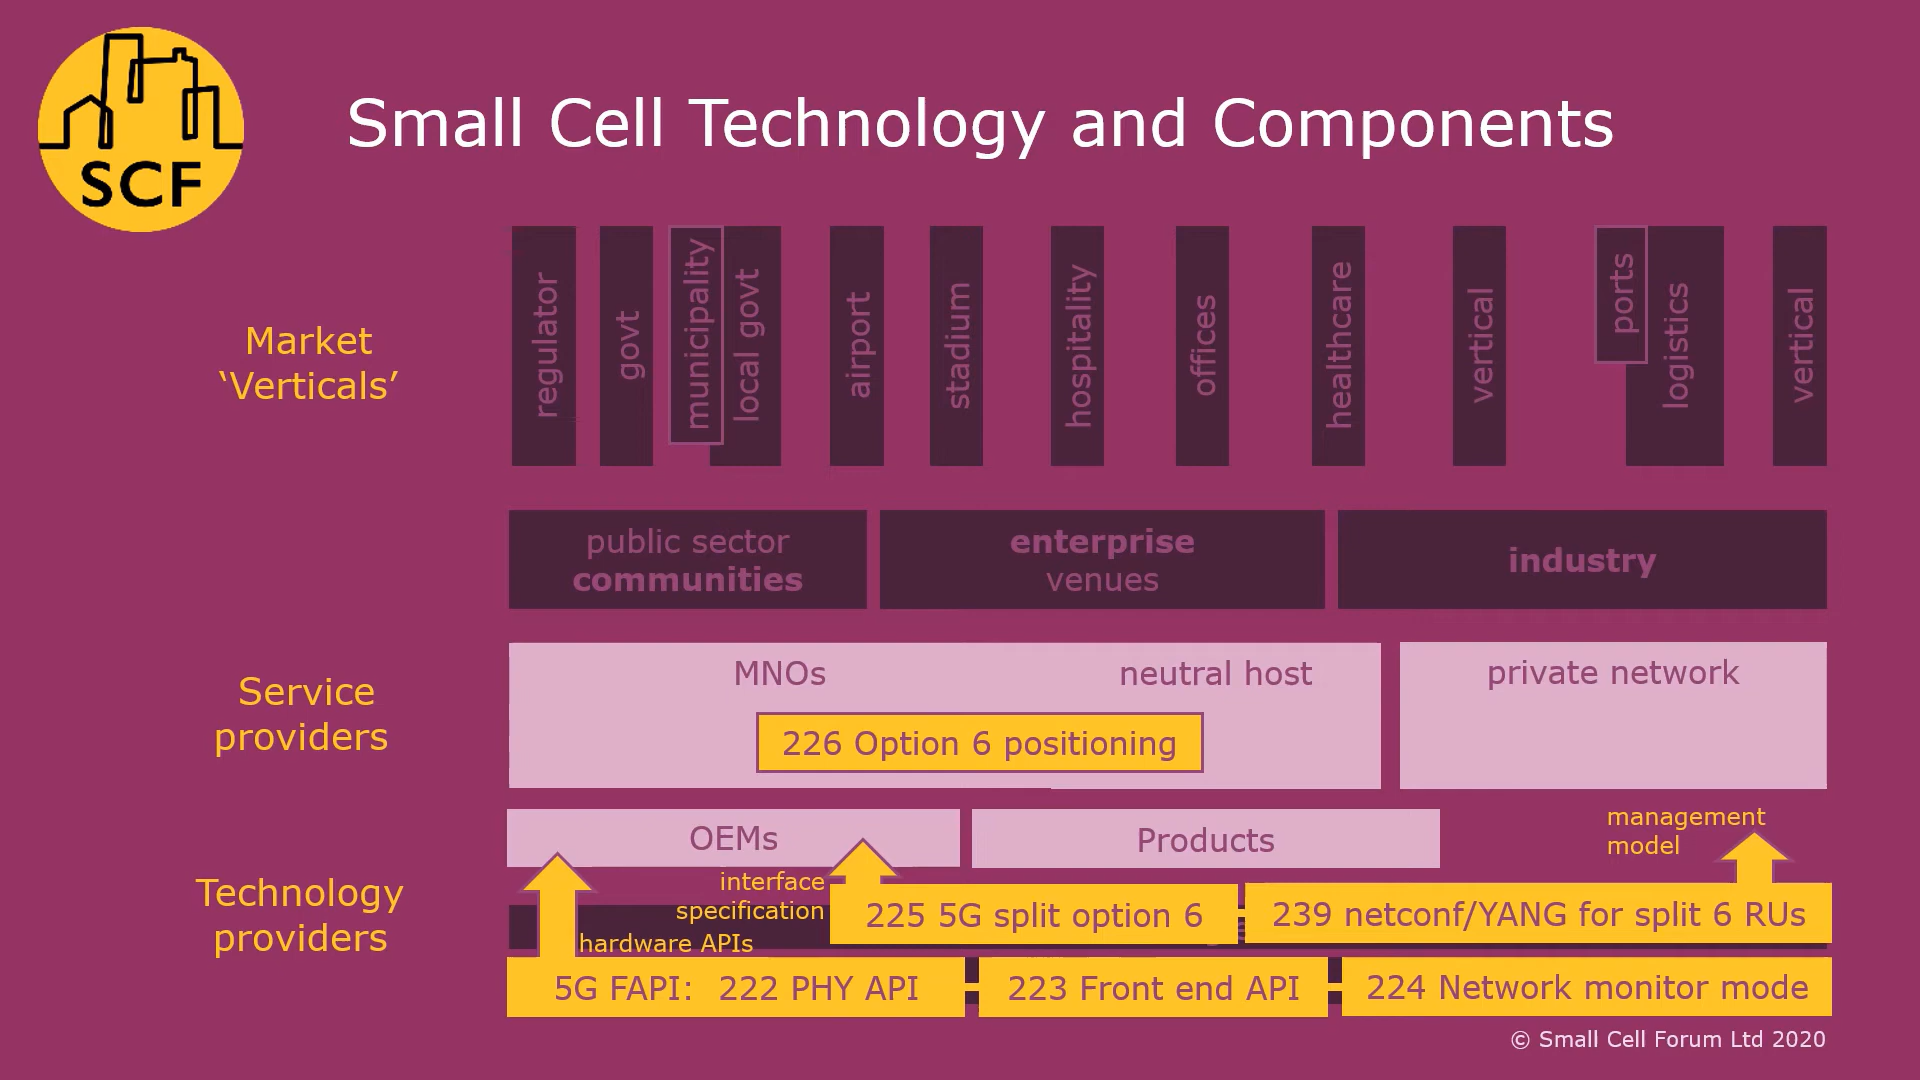 SCF
Small Cell Technology and Components
Market
‘Verticals’
regulator
govt
municipality
local govt
airport
stadium
hospitality
offices
healthcare
vertical
ports
logistics
vertical
public sector
communities
enterprise
venues
industry
Service
providers
MNOs
neutral host
private network
226 Option 6 positioning
Technology
providers
OEMs
Products
management
model
interface
specification
225 5G split option 6
239 netconf/YANG for split 6 RUs
hardware APIs
5G FAPI: 222 PHY API
223 Front end API
224 Network monitor mode
© Small Cell Forum Ltd 2020